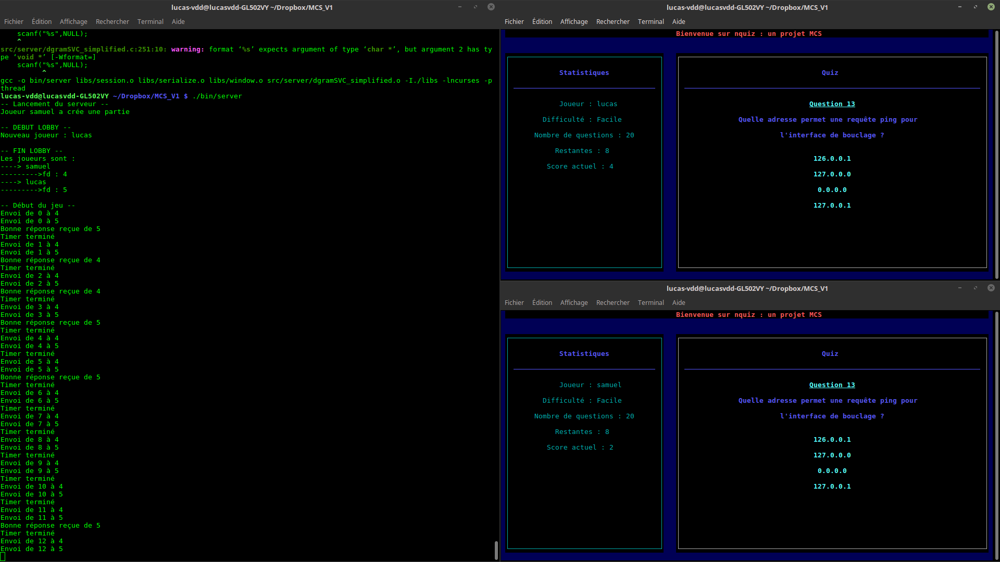 lucas-vdd@lucasvdd-GL502VY ~/Dropbox/MCS_V1
Fichier Édition Affichage Rechercher Terminal Aide
scanf("%s",NULL);
^
src/server/dgramSVC_simplified.c:251:10: warning: format ‘%s’ expects argument of type ‘char *’, but argument 2 has ty
pe ‘void *’ [-Wformat=]
scanf("%s",NULL);
^
gcc -o bin/server libs/session.o libs/serialize.o libs/window.o src/server/dgramSVC_simplified.o -I./libs -lncurses -p
thread
lucas-vdd@lucasvdd-GL502VY ~/Dropbox/MCS_V1 $ ./bin/server
-- Lancement du serveur --
Joueur samuel a crée une partie
-- DEBUT LOBBY --
Nouveau joueur : lucas
-- FIN LOBBY --
Les joueurs sont :
----> samuel
--------->fd : 4
----> lucas
--------->fd : 5
-- Début du jeu --
Envoi de 0 à 4
Envoi de 0 à 5
Bonne réponse reçue de 5
Timer terminé
Envoi de 1 à 4
Envoi de 1 à 5
Bonne réponse reçue de 4
Timer terminé
Envoi de 2 à 4
Envoi de 2 à 5
Bonne réponse reçue de 4
Timer terminé
Envoi de 3 à 4
Envoi de 3 à 5
Bonne réponse reçue de 5
Timer terminé
Envoi de 4 à 4
Envoi de 4 à 5
Timer terminé
Envoi de 5 à 4
Envoi de 5 à 5
Bonne réponse reçue de 5
Timer terminé
Envoi de 6 à 4
Envoi de 6 à 5
Timer terminé
Envoi de 7 à 4
Envoi de 7 à 5
Timer terminé
Envoi de 8 à 4
Envoi de 8 à 5
Timer terminé
Envoi de 9 à 4
Envoi de 9 à 5
Timer terminé
Envoi de 10 à 4
Envoi de 10 à 5
Timer terminé
Envoi de 11 à 4
Envoi de 11 à 5
Bonne réponse reçue de 5
Timer terminé
Envoi de 12 à 4
Envoi de 12 à 5
lucas-vdd@lucasvdd-GL502VY ~/Dropbox/MCS_V1
Fichier Édition Affichage Rechercher Terminal Aide
Bienvenue sur nquiz : un projet MCS
Statistiques
Joueur : lucas
Difficulté : Facile
Nombre de questions : 20
Restantes : 8
Score actuel : 4
Quiz
Question 13
Quelle adresse permet une requête ping pour
l'interface de bouclage ?
126.0.0.1
127.0.0.0
0.0.0.0
127.0.0.1
lucas-vdd@lucasvdd-GL502VY ~/Dropbox/MCS_V1
Fichier Édition Affichage Rechercher Terminal Aide
Bienvenue sur nquiz : un projet MCS
Statistiques
Joueur : samuel
Difficulté : Facile
Nombre de questions : 20
Restantes : 8
Score actuel : 2
Quiz
Question 13
Quelle adresse permet une requête ping pour
l'interface de bouclage ?
126.0.0.1
127.0.0.0
0.0.0.0
127.0.0.1